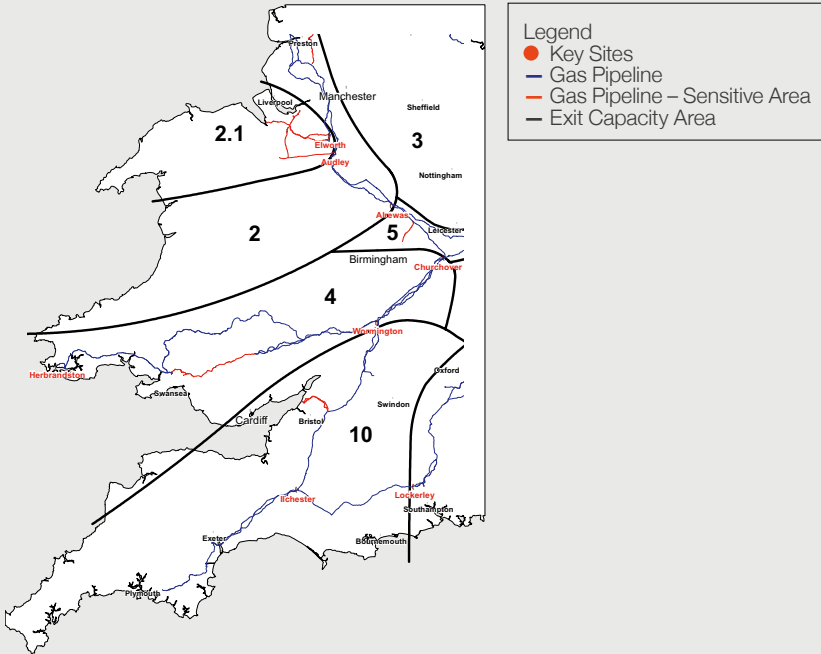 Legend
Key Sites
Gas Pipeline
Gas Pipeline – Sensitive Area
Exit Capacity Area
Preston
Liverpool
Manchester
Sheffield
2.1
Elworth
3
Audley
Nottingham
Alrewas
2
5
Leicester
Birmingham
Churchover
4
Wormington
Herbrandston
Oxford
Swansea
Swindon
Cardiff
Bristol
10
Ilchester
Lockerley
Southampton
Exeter
Bournemouth
Plymouth